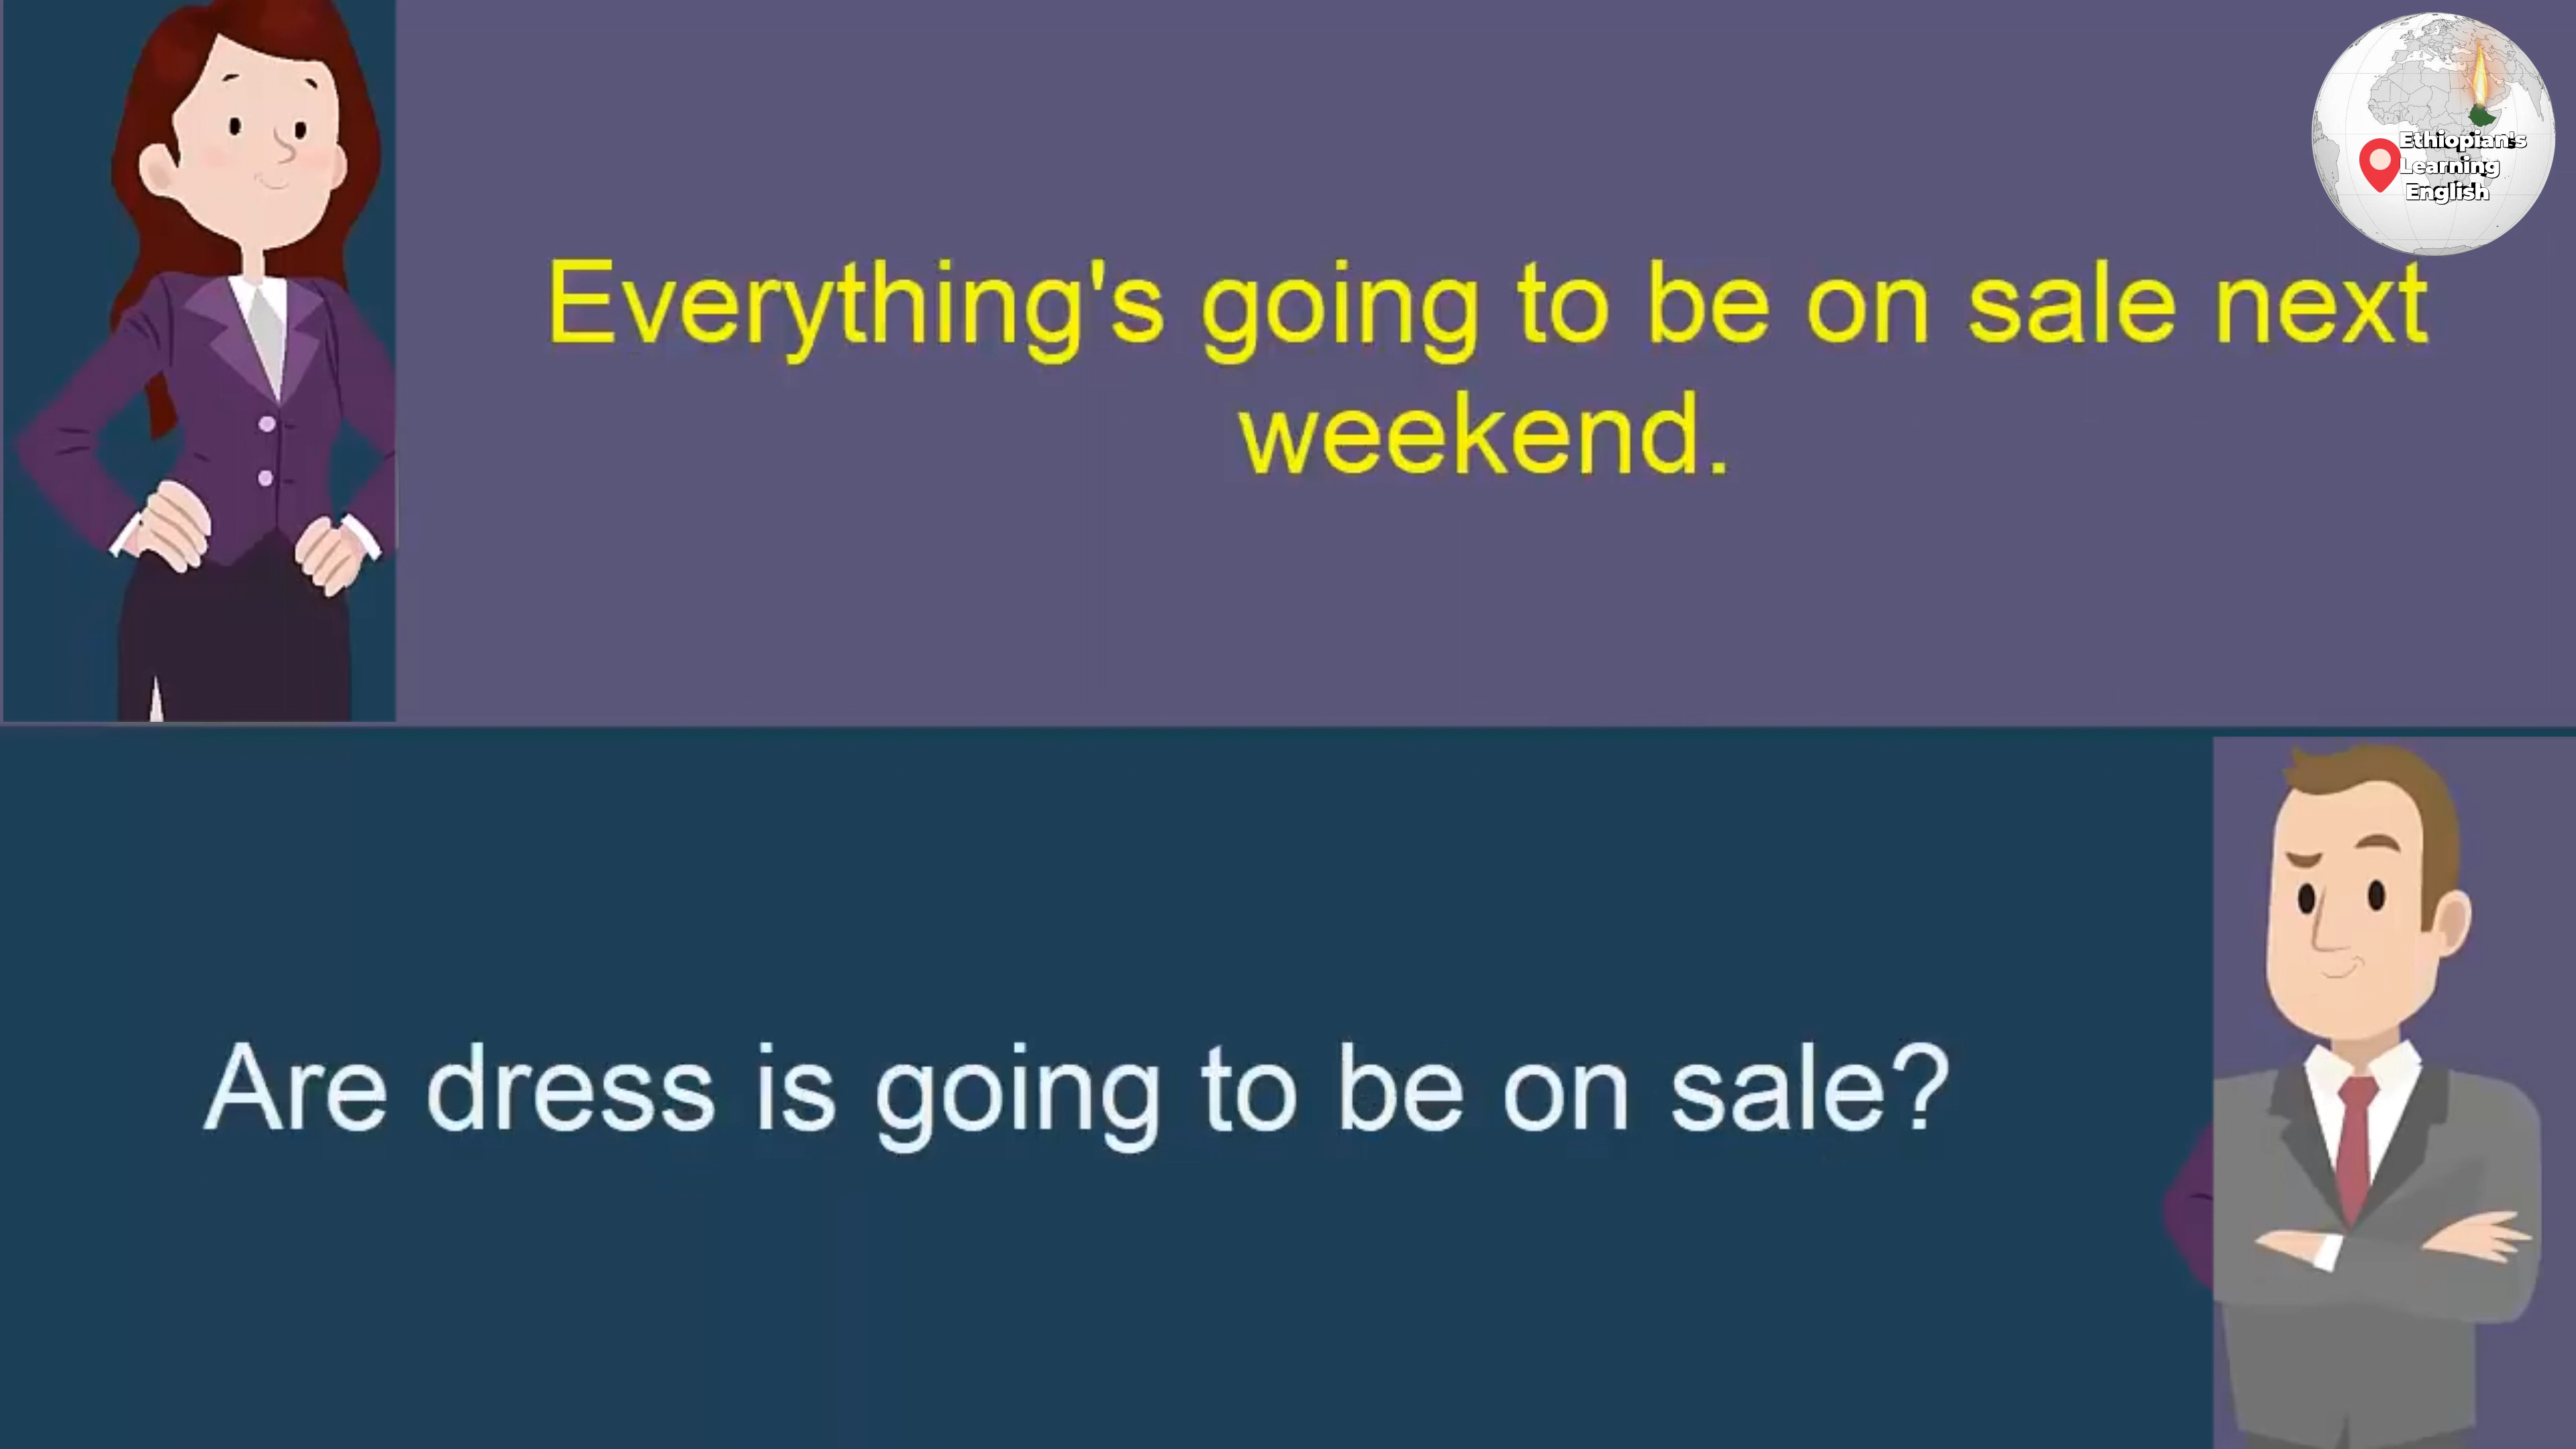 Ethiopian's
Learning
English
Everything's going to be on sale next
weekend.
Are dress is going to be on sale?